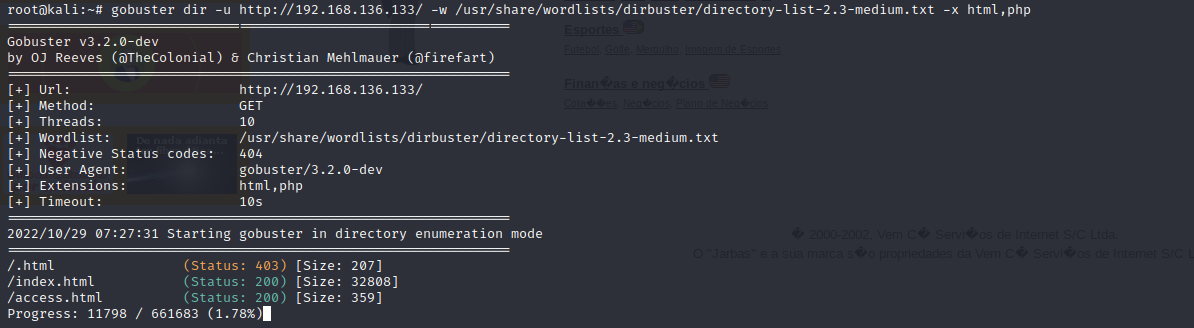 root@kali:~# gobuster dir -u http://192.168.136.133/ -w /usr/share/wordlists/dirbuster/directory-list-2.3-medium.txt -x html,php
===============================================================
Gobuster v3.2.0-dev
by OJ Reeves (@TheColonial) & Christian Mehlmauer (@firefart)
===============================================================
[+] Url:                     http://192.168.136.133/
[+] Method:                  GET
[+] Threads:                 10
[+] Wordlist:                /usr/share/wordlists/dirbuster/directory-list-2.3-medium.txt
[+] Negative Status codes:   404
[+] User Agent:              gobuster/3.2.0-dev
[+] Extensions:              html,php
[+] Timeout:                 10s
===============================================================
2022/10/29 07:27:31 Starting gobuster in directory enumeration mode
===============================================================
/.html                (Status: 403) [Size: 207]
/index.html           (Status: 200) [Size: 32808]
/access.html          (Status: 200) [Size: 359]
Progress: 11798 / 661683 (1.78%)
Esportes
Futebol, Golfe, Mergulho, Imagem de Esportes
Finan�as e neg�cios
Cota��es, Neg�cios, Plano de Neg�cios
De nada adianta
� 2000-2002, Vem C� Servi�os de Internet S/C Ltda.
O "Jarbns" e a sua marca s�o propriedades da Vem C� Servi�os de Internet S/C